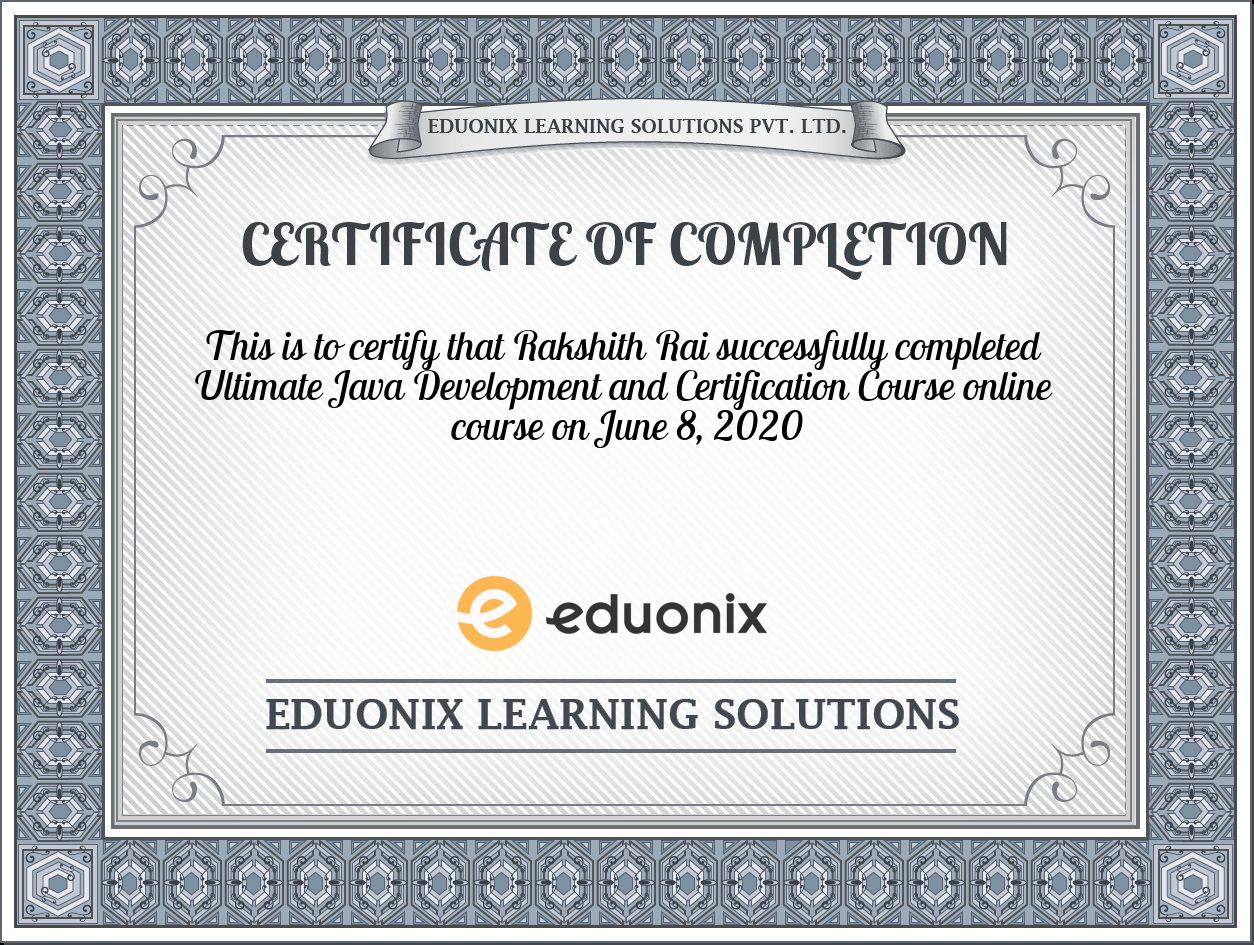 EDUONIX LEARNING SOLUTIONS PVT. LTD.
CERTIFICATE OF COMPLETION
This is to certify that Rakshith Rai successfully completed
Ultimate Java Development and Certification Course online
course on June 8, 2020
eduonix
EDUONIX LEARNING SOLUTIONS